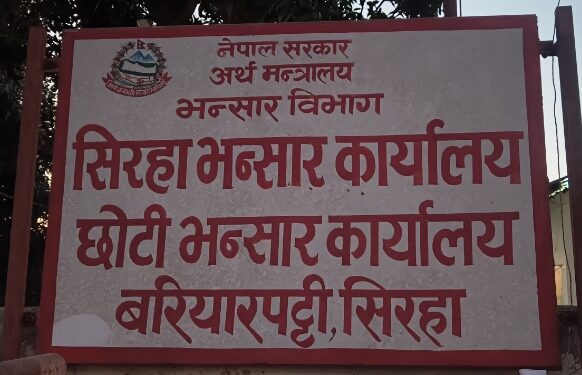 नेपाल सरकार
अर्थ मन्त्रालय
भन्सार विभाग
सिरहा भन्सार कार्यालय
छोटी भन्सार कार्यालय
बरियारपट्टी, सिरहा